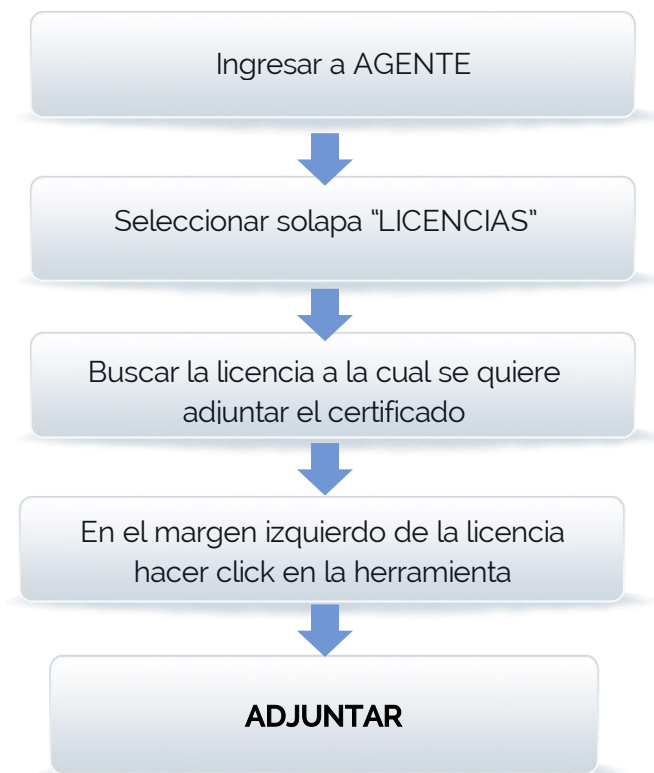 Ingresar a AGENTE
Seleccionar solapa “LICENCIAS”
Buscar la licencia a la cual se quiere
adjuntar el certificado
En el margen izquierdo de la licencia
hacer click en la herramienta
ADJUNTAR